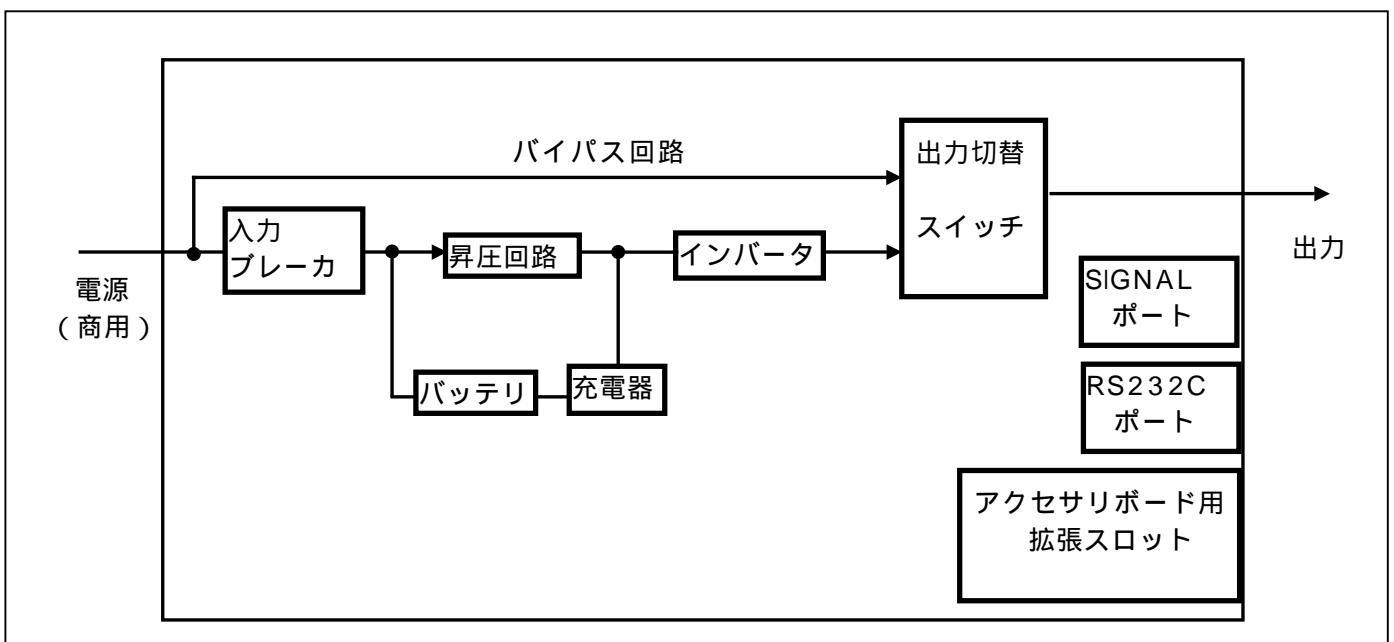 バイパス回路
出力切替
スイッチ
入力
ブレーカ
昇圧回路
インバータ
出力
電源
(商用)
SIGNAL
ポート
バッテリ
充電器
RS232C
ポート
アクセサリボード用
拡張スロット